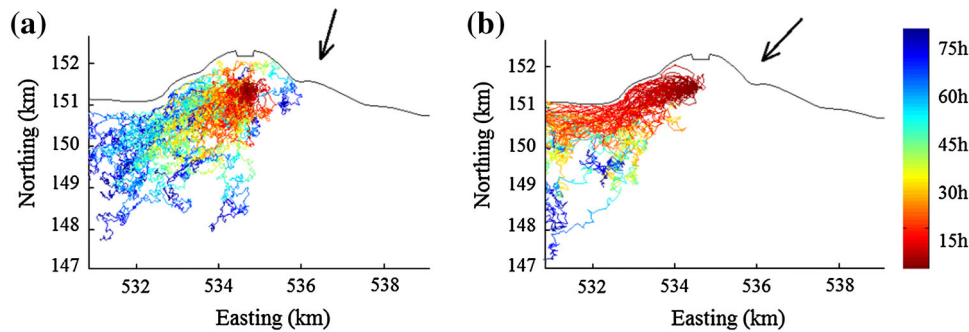 (a)
Northing (km)
152
151
150
149
148
147
532
534
536
538
Easting (km)
(b)
Northing (km)
152
151
150
149
148
147
532
534
536
538
Easting (km)
75h
60h
45h
30h
15h